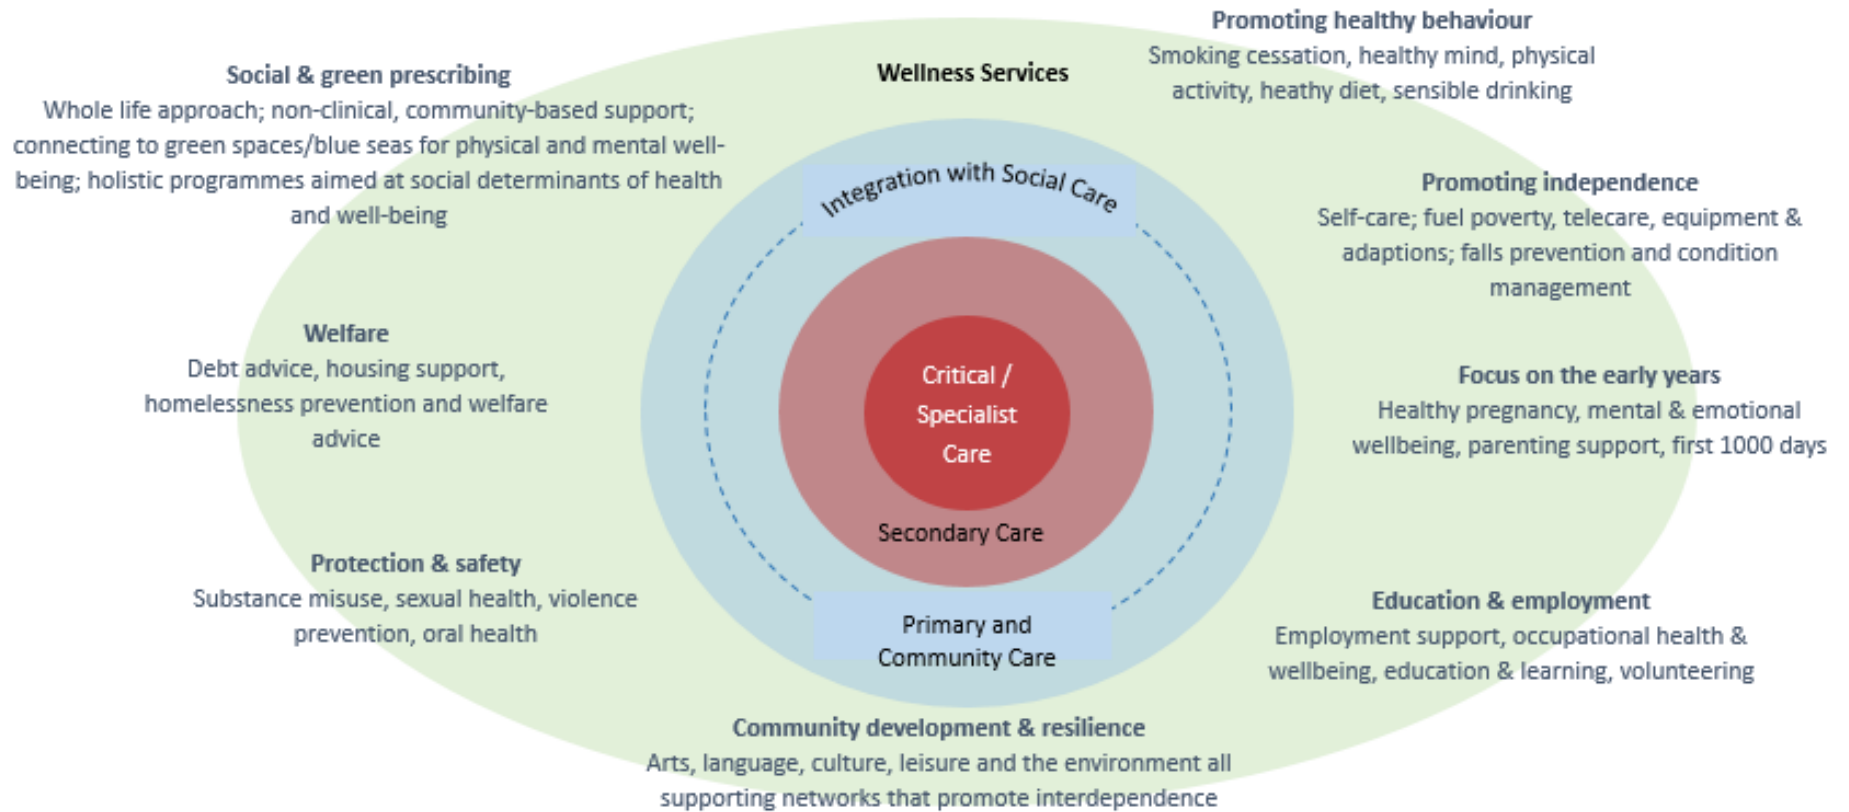 Promoting healthy behaviour
Smoking cessation, healthy mind, physical
activity, heathy diet, sensible drinking
Wellness Services
Social & green prescribing
Whole life approach; non-clinical, community-based support;
connecting to green spaces/blue seas for physical and mental well-
being; holistic programmes aimed at social determinants of health
and well-being
Integration with Social Care
Promoting independence
Self-care; fuel poverty, telecare, equipment &
adaptions; falls prevention and condition
management
Welfare
Debt advice, housing support,
homelessness prevention and welfare
advice
Critical /
Specialist
Care
Focus on the early years
Healthy pregnancy, mental & emotional
wellbeing, parenting support, first 1000 days
Secondary Care
Protection & safety
Substance misuse, sexual health, violence
prevention, oral health
Primary and
Community Care
Education & employment
Employment support, occupational health &
wellbeing, education & learning, volunteering
Community development & resilience
Arts, language, culture, leisure and the environment all
supporting networks that promote interdependence